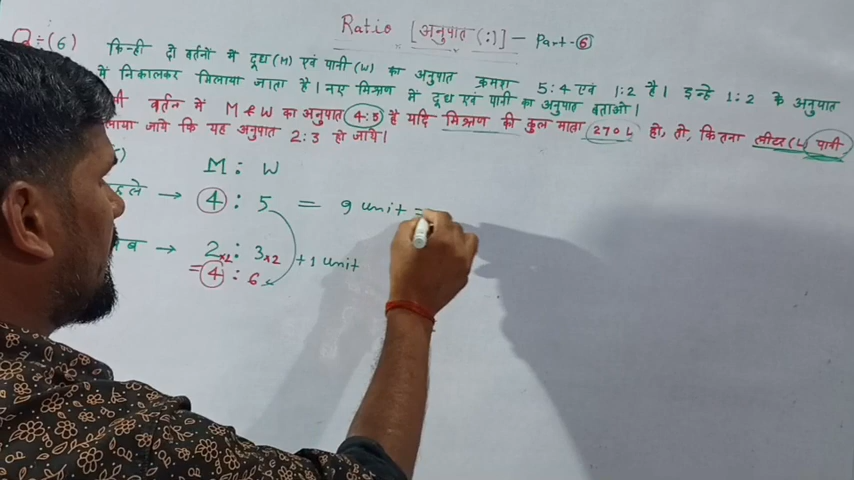 Ratio [अनुपात (:)] - Part-6
Q÷(6) किन्ही दो बर्तनों में दूध (M) एवं पानी (W) का अनुपात क्रमश 5:4 एवं 1:2 है। इन्हे 1:2 के अनुपात
में निकालकर मिलाया जाता है। नए मिश्रण में दूध एवं पानी का अनुपात बताओ।
बर्तन में M & W का अनुपात 4:5 है यदि मिश्रण की कुल मात्रा 270 L हो, तो, कितना लीटर (L) पानी
मिलाया जाये कि यह अनुपात 2:3 हो जाये।
M : W
पहले → 4 : 5 = 9 unit =
अब → 2×2 : 3×2 +1 unit
=4 : 6